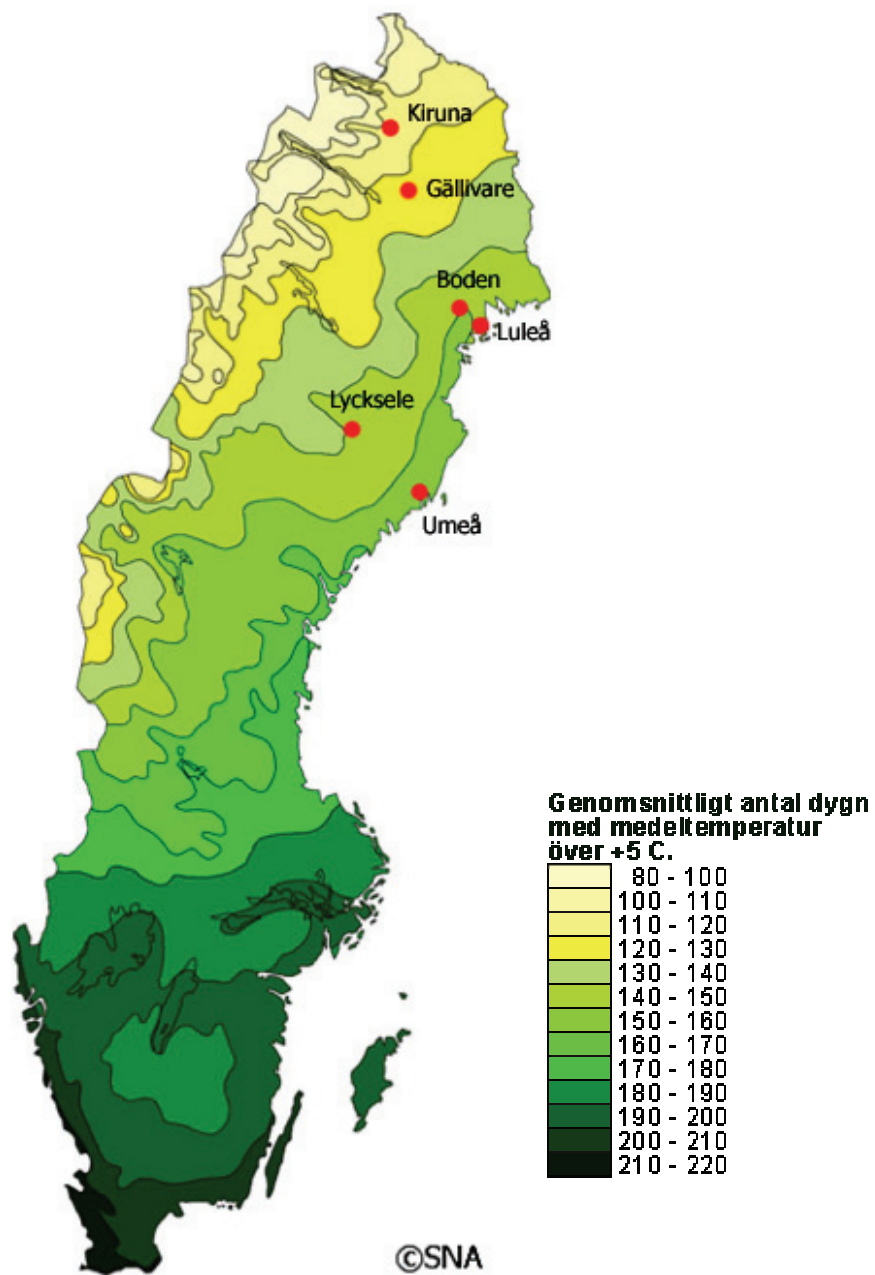 Kiruna
Gällivare
Boden
Luleå
Lycksele
Umeå
Genomsnittligt antal dygn
med medeltemperatur
över +5 C.
80 - 100
100 - 110
110 - 120
120 - 130
130 - 140
140 - 150
150 - 160
160 - 170
170 - 180
180 - 190
190 - 200
200 - 210
210 - 220
©SNA